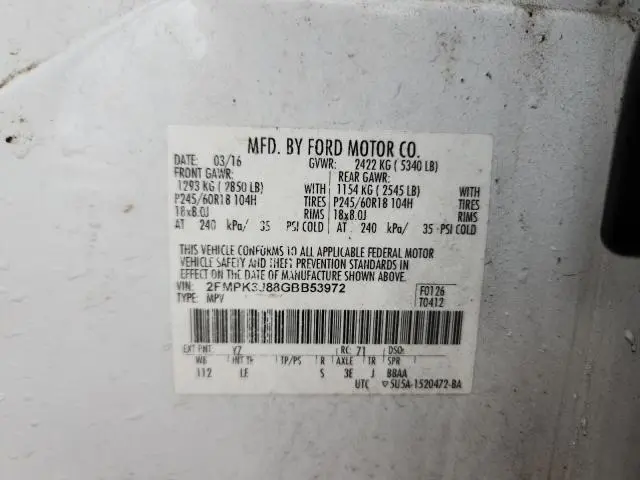 MFD. BY FORD MOTOR CO.
DATE: 03/16 GVWR: 2422 KG ( 5340 LB)
FRONT GAWR: REAR GAWR:
1293 KG ( 2850 LB) WITH 1154 KG ( 2545 LB) WITH
P245/60R18 104H TIRES P245/60R18 104H TIRES
18x8.0J RIMS 18x8.0J RIMS
AT 240 kPa/ 35 PSI COLD AT 240 kPa/ 35 PSI COLD
THIS VEHICLE CONFORMS TO ALL APPLICABLE FEDERAL MOTOR
VEHICLE SAFETY AND THEFT PREVENTION STANDARDS IN
EFFECT ON THE DATE OF MANUFACTURE SHOWN ABOVE.
VIN: 2FMPK3J88GBB53972 F0126
TYPE: MPV T0412
EXT PNT: YZ RC: 71 DSO:
WB INT TR TP/PS R AXLE TR SPR
112 LE S 3E J BBAA
UTC 5U5A-1520472-BA